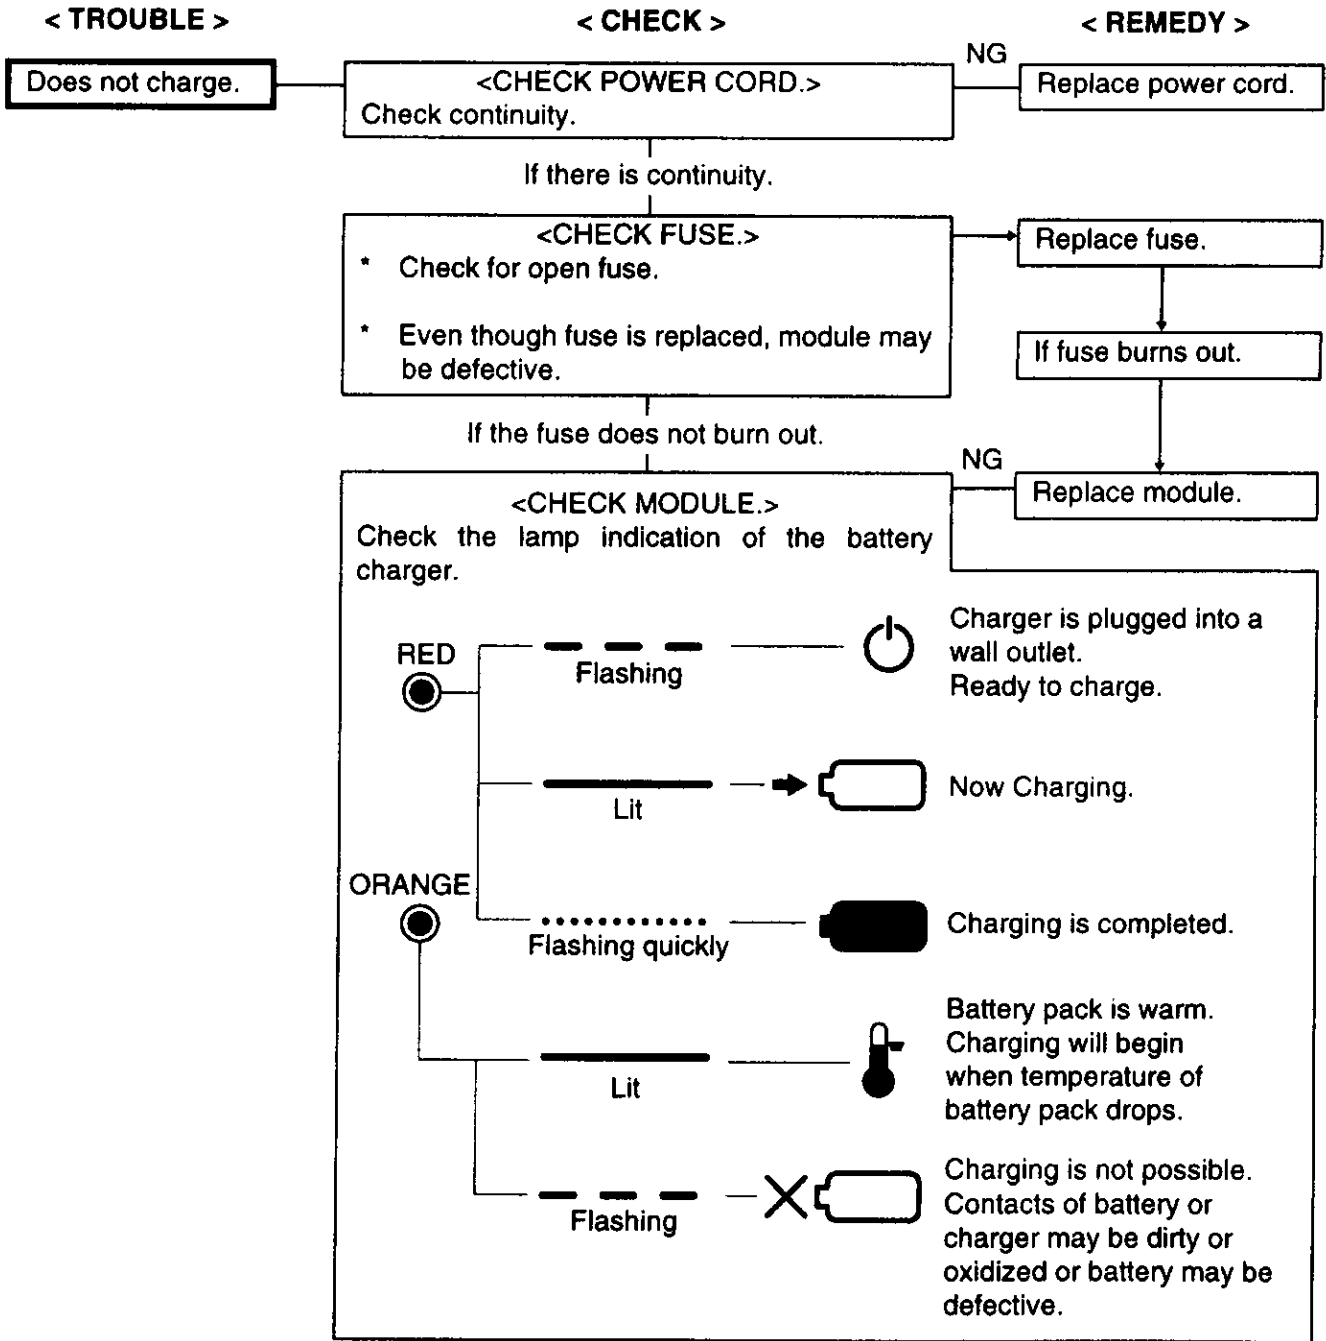 < TROUBLE >
< CHECK >
< REMEDY >
Does not charge.
<CHECK POWER CORD.>
Check continuity.
NG
Replace power cord.
If there is continuity.
<CHECK FUSE.>
* Check for open fuse.
* Even though fuse is replaced, module may
be defective.
Replace fuse.
If fuse burns out.
If the fuse does not burn out.
NG
Replace module.
<CHECK MODULE.>
Check the lamp indication of the battery
charger.
RED
Flashing
Charger is plugged into a
wall outlet.
Ready to charge.
Lit
Now Charging.
ORANGE
Flashing quickly
Charging is completed.
Lit
Battery pack is warm.
Charging will begin
when temperature of
battery pack drops.
Flashing
Charging is not possible.
Contacts of battery or
charger may be dirty or
oxidized or battery may be
defective.